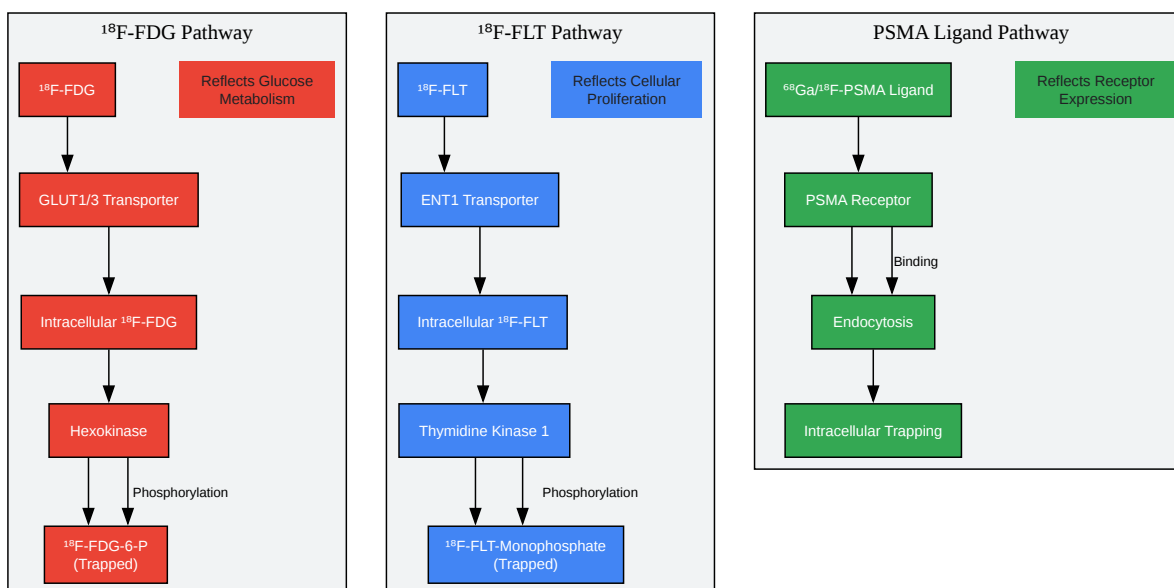 ¹⁸F-FDG Pathway
¹⁸F-FDG
Reflects Glucose
Metabolism
GLUT1/3 Transporter
Intracellular ¹⁸F-FDG
Hexokinase
Phosphorylation
¹⁸F-FDG-6-P
(Trapped)
¹⁸F-FLT Pathway
¹⁸F-FLT
Reflects Cellular
Proliferation
ENT1 Transporter
Intracellular ¹⁸F-FLT
Thymidine Kinase 1
Phosphorylation
¹⁸F-FLT-Monophosphate
(Trapped)
PSMA Ligand Pathway
⁶⁸Ga/¹⁸F-PSMA Ligand
Reflects Receptor
Expression
PSMA Receptor
Binding
Endocytosis
Intracellular Trapping